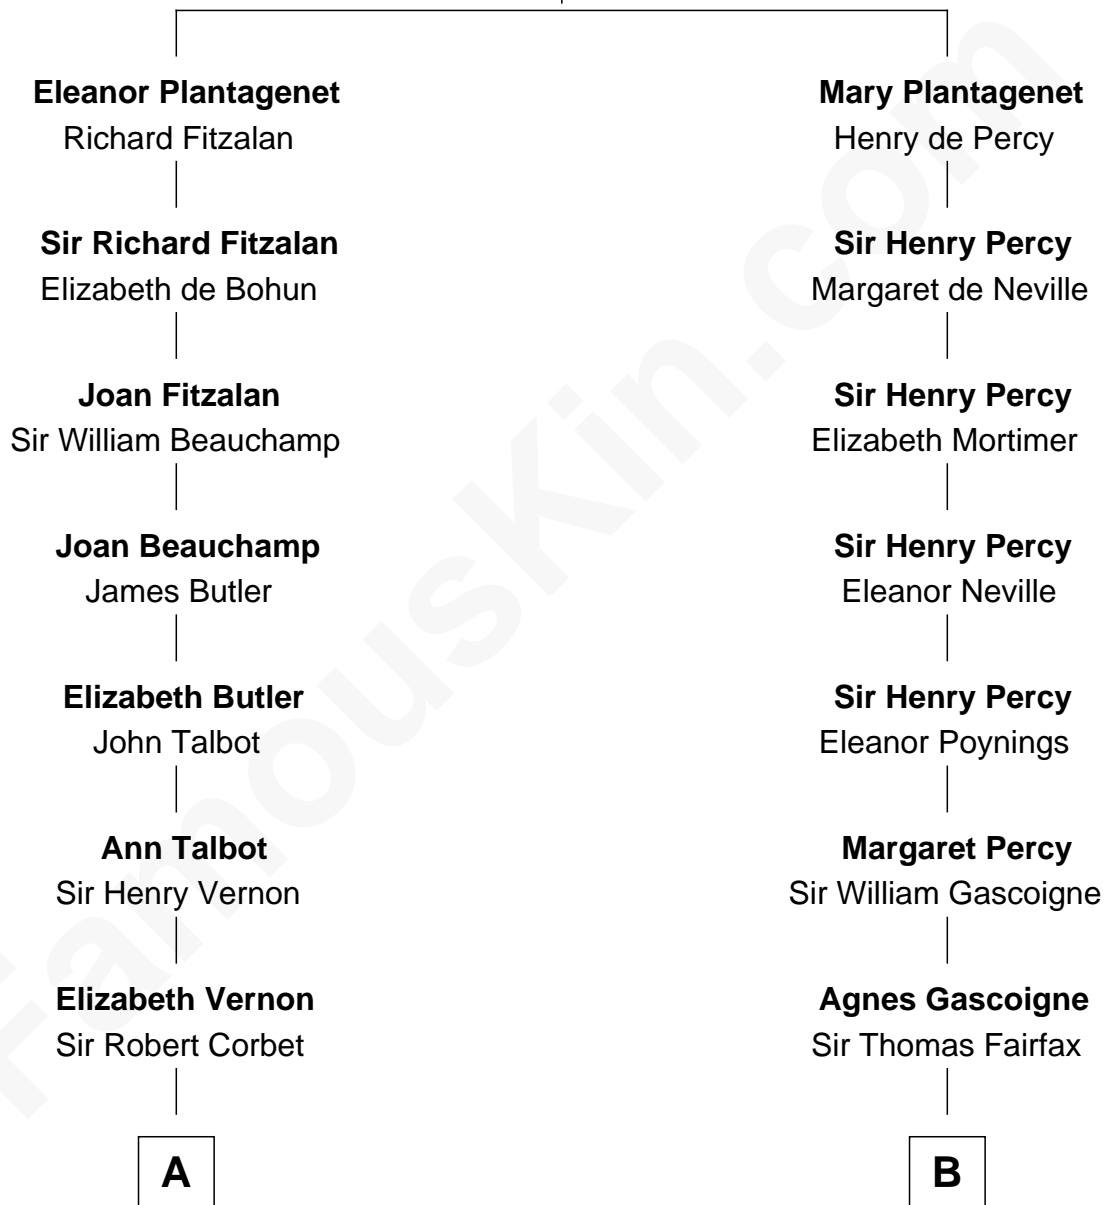 Eleanor Plantagenet
Richard Fitzalan
Sir Richard Fitzalan
Elizabeth de Bohun
Joan Fitzalan
Sir William Beauchamp
Joan Beauchamp
James Butler
Elizabeth Butler
John Talbot
Ann Talbot
Sir Henry Vernon
Elizabeth Vernon
Sir Robert Corbet
A
Mary Plantagenet
Henry de Percy
Sir Henry Percy
Margaret de Neville
Sir Henry Percy
Elizabeth Mortimer
Sir Henry Percy
Eleanor Neville
Sir Henry Percy
Eleanor Poynings
Margaret Percy
Sir William Gascoigne
Agnes Gascoigne
Sir Thomas Fairfax
B
FamousKin.com